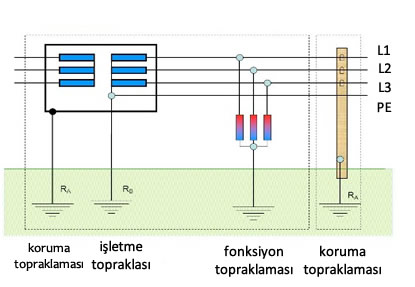 L1
L2
L3
PE
RA
RB
RA
koruma
topraklaması
işletme
topraklası
fonksiyon
topraklaması
koruma
topraklaması